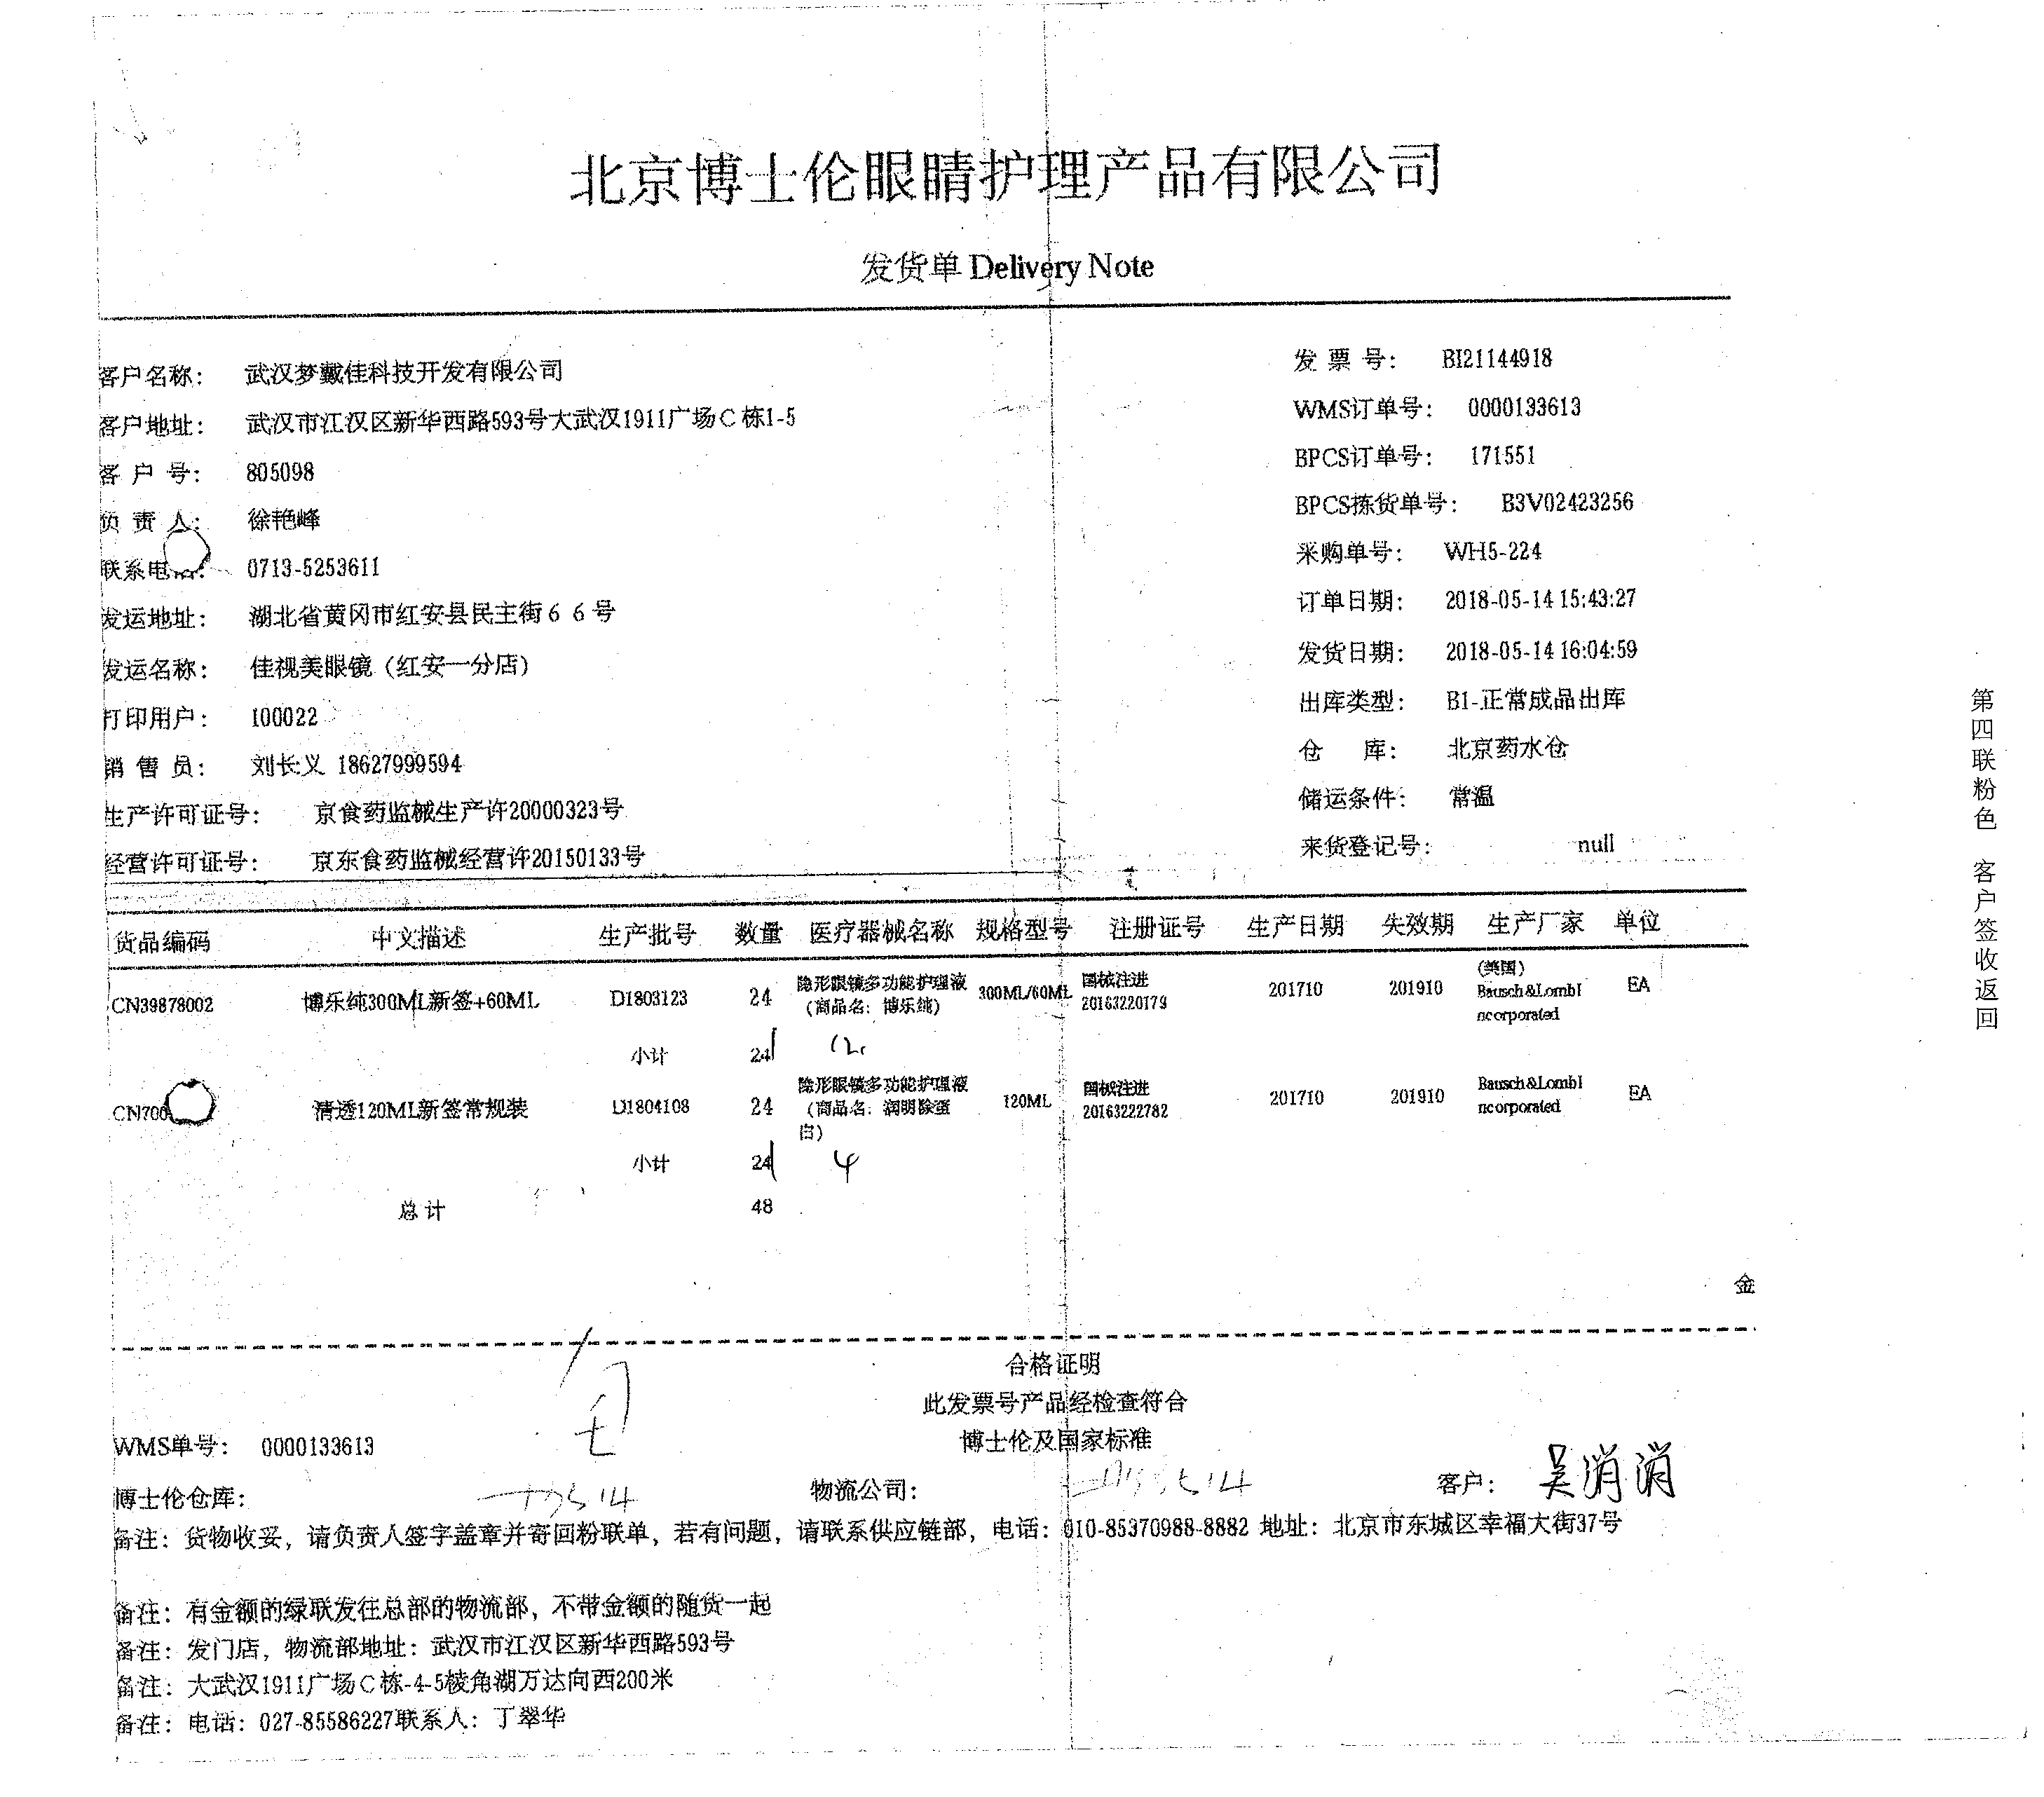 北京博士伦眼睛护理产品有限公司
发货单 Delivery Note
客户名称： 武汉梦戴佳科技开发有限公司 发 票 号： BI21144918
客户地址： 武汉市江汉区新华西路593号大武汉1911广场C栋1-5 WMS订单号： 0000133613
客 户 号： 805098 BPCS订单号： 171551
负 责 人： 徐艳峰 BPCS拣货单号： B3V02423256
联系电 ： 0713-5253611 采购单号： WH5-224
发运地址： 湖北省黄冈市红安县民主街６６号 订单日期： 2018-05-14 15:43:27
发运名称： 佳视美眼镜（红安一分店） 发货日期： 2018-05-14 16:04:59
打印用户： 100022 出库类型： B1-正常成品出库
销 售 员： 刘长义 18627999594 仓 库： 北京药水仓
生产许可证号： 京食药监械生产许20000323号 储运条件： 常温
经营许可证号： 京东食药监械经营许20150133号 来货登记号： null
货品编码 中文描述 生产批号 数量 医疗器械名称 规格型号 注册证号 生产日期 失效期 生产厂家 单位
CN39878002 博乐纯300ML新签+60ML D1803123 24 隐形眼镜多功能护理液（商品名：博乐纯） 300ML/60ML 国械注进20163220179 201710 201910 (美国) Bausch&LombIncorporated EA
小计 24 12
CN700 清透120ML新签常规装 D1804108 24 隐形眼镜多功能护理液（商品名：润明除蛋白） 120ML 国械注进20163222782 201710 201910 Bausch&LombIncorporated EA
小计 24 4
总 计 48
金
合格证明
此发票号产品经检查符合
博士伦及国家标准
WMS单号： 0000133613
博士伦仓库： 物流公司： 客户： 吴消消
备注：货物收妥，请负责人签字盖章并寄回粉联单，若有问题，请联系供应链部，电话：010-85370988-8882 地址：北京市东城区幸福大街37号
备注：有金额的绿联发往总部的物流部，不带金额的随货一起
备注：发门店，物流部地址：武汉市江汉区新华西路593号
备注：大武汉1911广场C栋-4-5棱角湖万达向西200米
备注：电话：027-85586227联系人：丁翠华
第四联粉色 客户签收返回